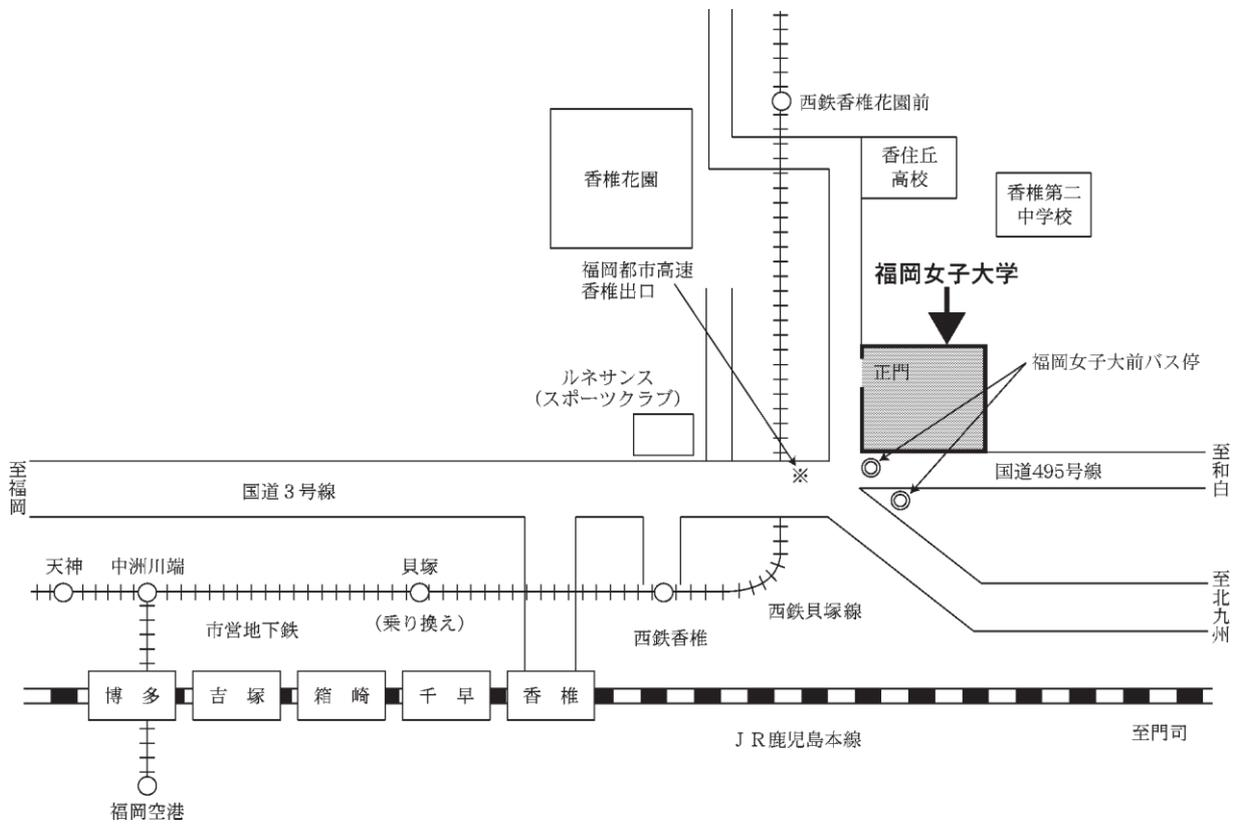 西鉄香椎花園前
香住丘
高校
香椎花園
香椎第二
中学校
福岡都市高速
香椎出口
福岡女子大学
正門
福岡女子大前バス停
ルネサンス
（スポーツクラブ）
至福岡
国道３号線
※
国道495号線
至和白
天神
中洲川端
貝塚
（乗り換え）
市営地下鉄
西鉄香椎
西鉄貝塚線
至北九州
博多
吉塚
箱崎
千早
香椎
ＪＲ鹿児島本線
至門司
福岡空港